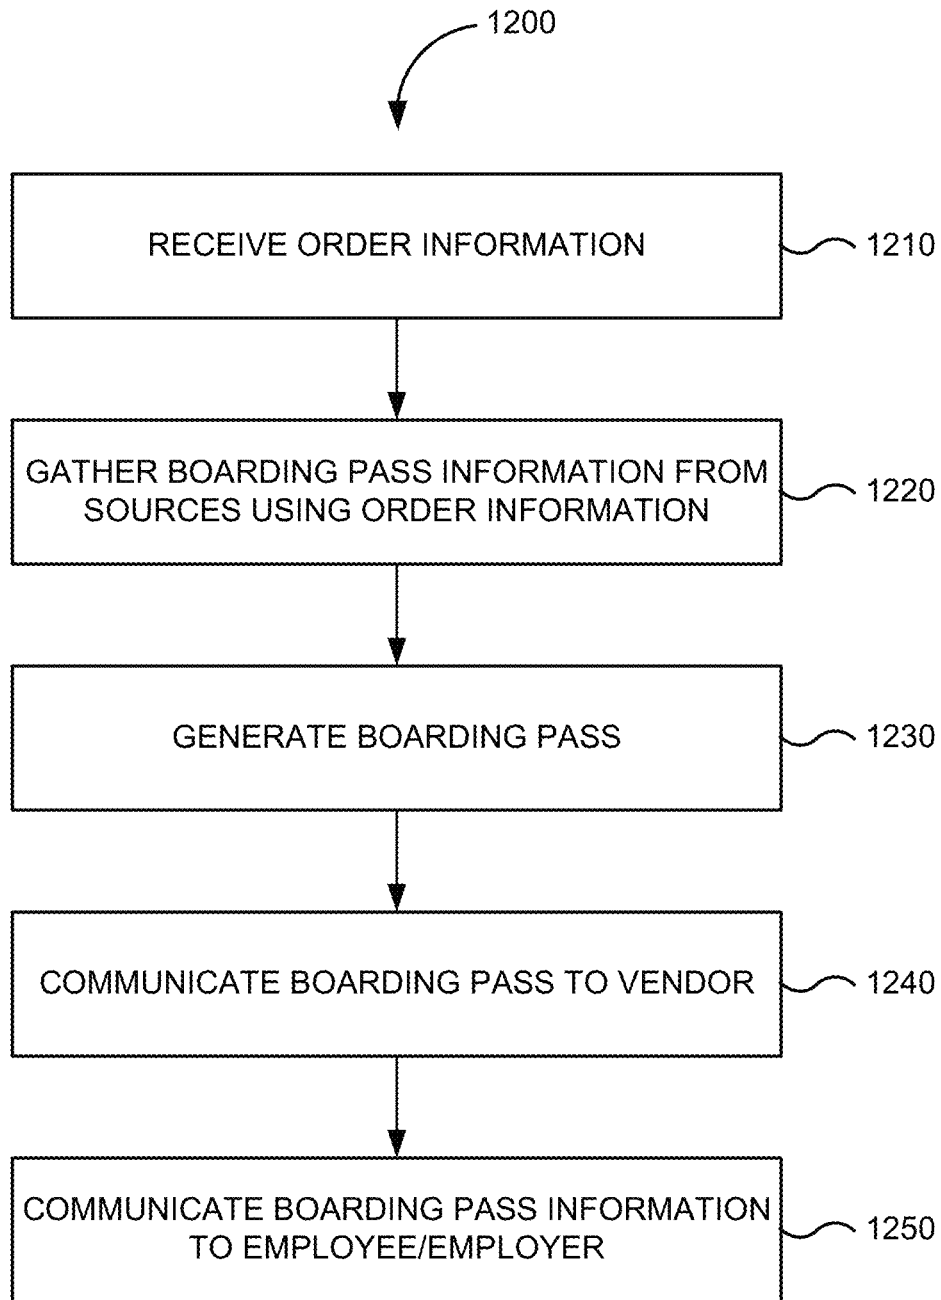 1200
RECEIVE ORDER INFORMATION
1210
GATHER BOARDING PASS INFORMATION FROM
SOURCES USING ORDER INFORMATION
1220
GENERATE BOARDING PASS
1230
COMMUNICATE BOARDING PASS TO VENDOR
1240
COMMUNICATE BOARDING PASS INFORMATION
TO EMPLOYEE/EMPLOYER
1250